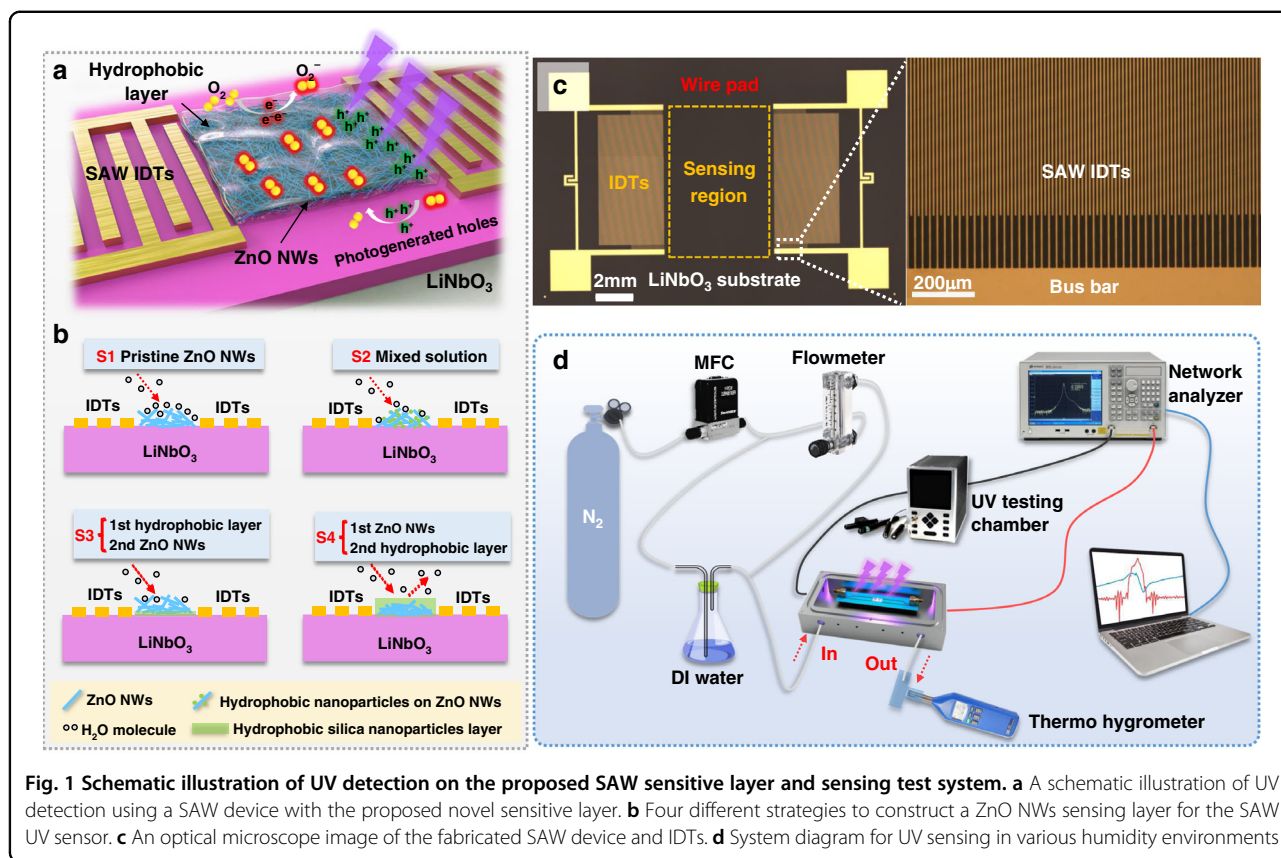 a
Hydrophobic
layer
O2
O2−
e−
e−e−
h+
h+
h+
h+
h+
h+
h+
h+
h+
h+
h+
h+
SAW IDTs
h+ h+
h+
ZnO NWs
Photogenerated holes
LiNbO3
b
S1 Pristine ZnO NWs
S2 Mixed solution
IDTs
IDTs
IDTs
IDTs
LiNbO3
LiNbO3
S3
1st hydrophobic layer
2nd ZnO NWs
S4
1st ZnO NWs
2nd hydrophobic layer
IDTs
IDTs
IDTs
IDTs
LiNbO3
LiNbO3
ZnO NWs
Hydrophobic nanoparticles on ZnO NWs
H2O molecule
Hydrophobic silica nanoparticles layer
c
Wire pad
IDTs
Sensing
region
2mm
LiNbO3 substrate
SAW IDTs
200μm
Bus bar
d
MFC
Flowmeter
Network
analyzer
N2
UV testing
chamber
DI water
In
Out
Thermo hygrometer
Fig. 1 Schematic illustration of UV detection on the proposed SAW sensitive layer and sensing test system. a A schematic illustration of UV
detection using a SAW device with the proposed novel sensitive layer. b Four different strategies to construct a ZnO NWs sensing layer for the SAW
UV sensor. c An optical microscope image of the fabricated SAW device and IDTs. d System diagram for UV sensing in various humidity environments